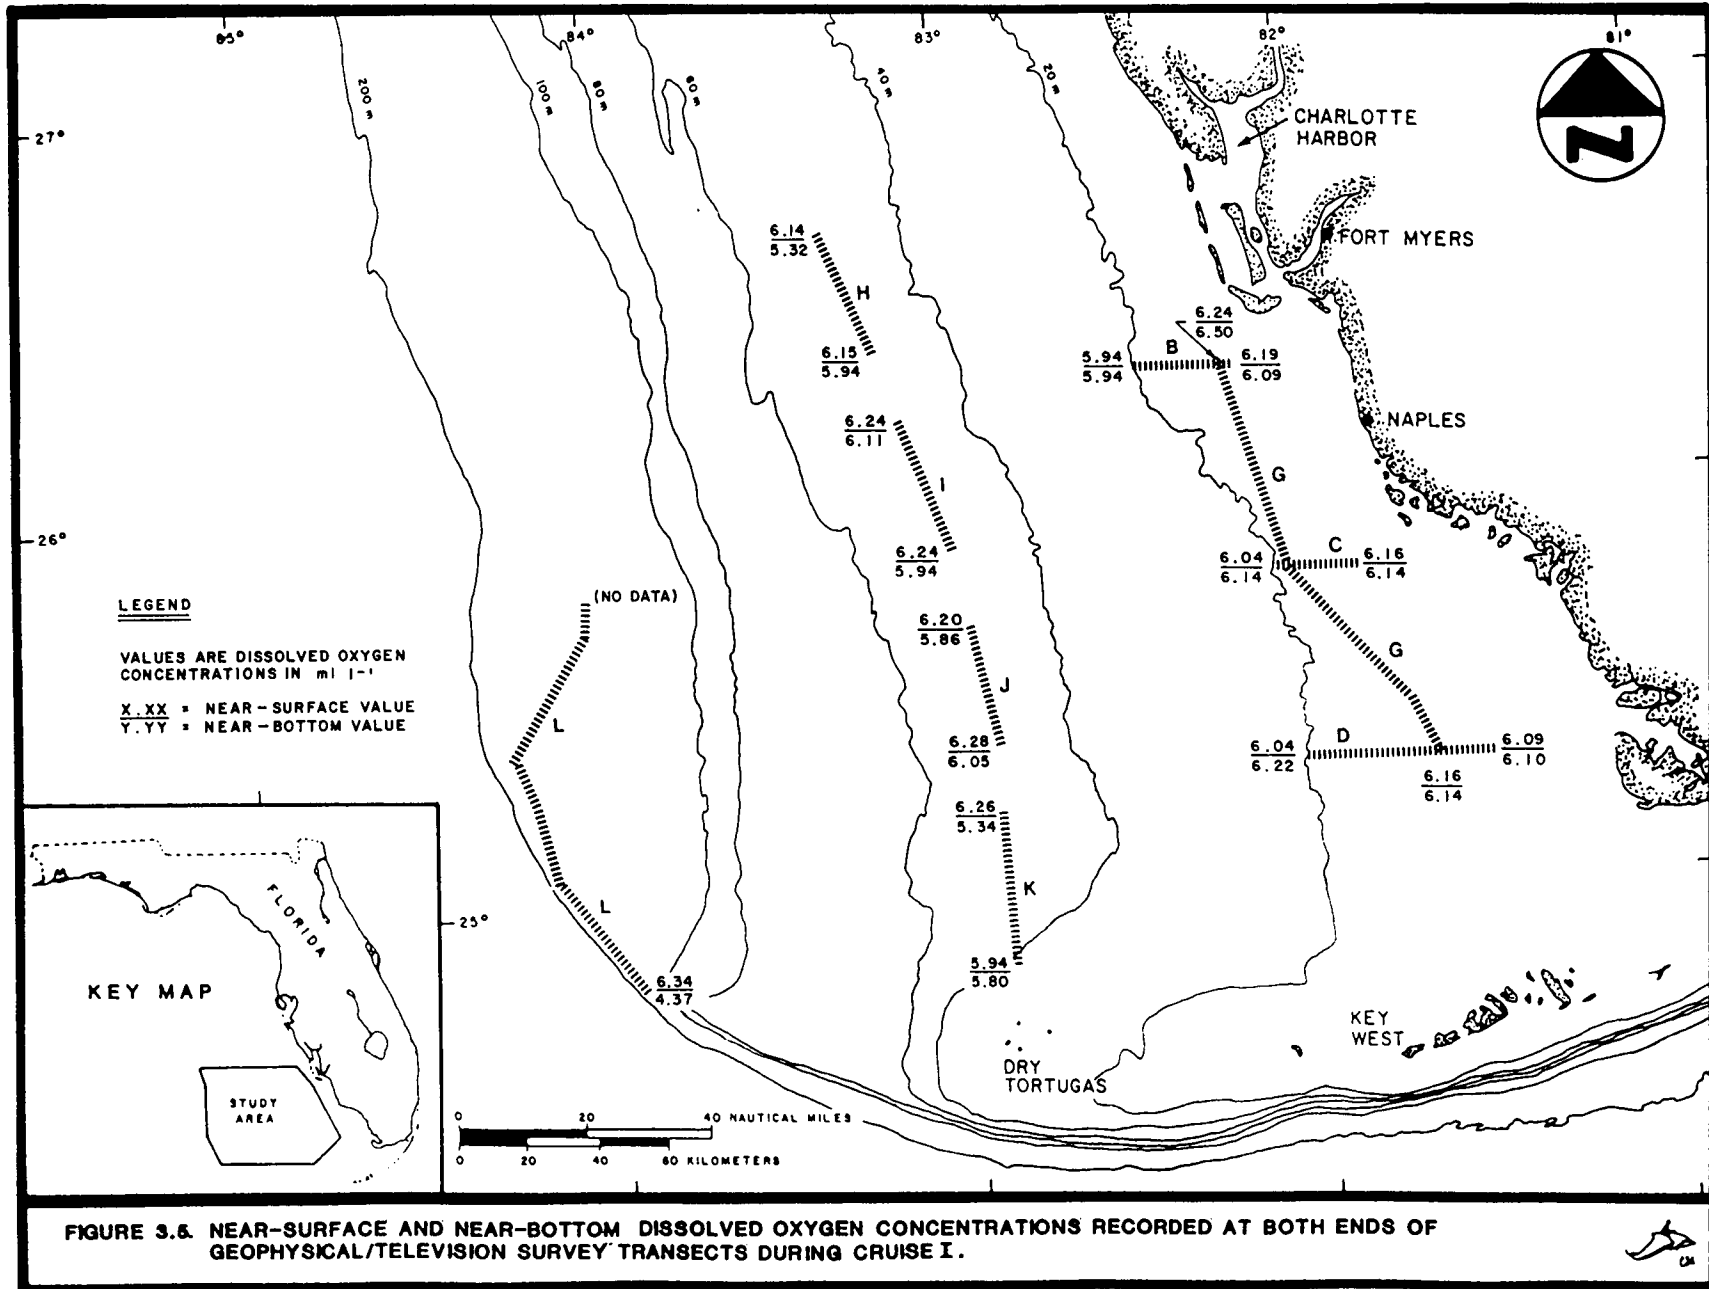 85°
84°
83°
82°
81°
200 m
100 m
80 m
60 m
40 m
20 m
27°
26°
25°
CHARLOTTE
HARBOR
FORT MYERS
NAPLES
N
6.14
5.32
H
6.15
5.94
6.24
6.11
I
6.24
5.94
6.20
5.86
J
6.28
6.05
6.26
5.34
K
5.94
5.80
6.24
6.50
5.94
5.94
B
6.19
6.09
G
6.04
6.14
C
6.16
6.14
G
6.04
6.22
D
6.09
6.10
6.16
6.14
(NO DATA)
L
L
6.34
4.37
LEGEND
VALUES ARE DISSOLVED OXYGEN
CONCENTRATIONS IN ml l-1
X.XX = NEAR-SURFACE VALUE
Y.YY = NEAR-BOTTOM VALUE
FLORIDA
KEY MAP
STUDY
AREA
KEY
WEST
DRY
TORTUGAS
0 20 40 NAUTICAL MILES
0 20 40 60 KILOMETERS
FIGURE 3.5. NEAR-SURFACE AND NEAR-BOTTOM DISSOLVED OXYGEN CONCENTRATIONS RECORDED AT BOTH ENDS OF
GEOPHYSICAL/TELEVISION SURVEY TRANSECTS DURING CRUISE I.